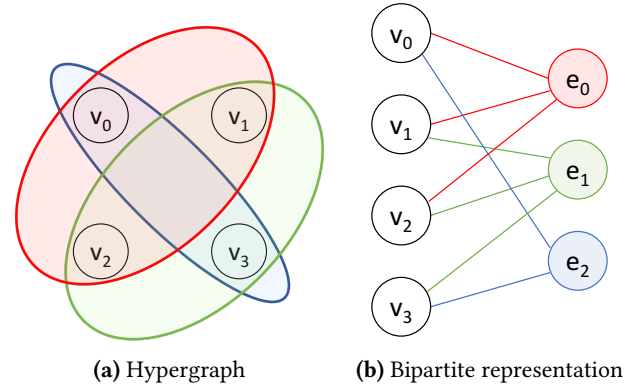 v₀ v₁
v₂ v₃
(a) Hypergraph
v₀
e₀
v₁
e₁
v₂
e₂
v₃
(b) Bipartite representation